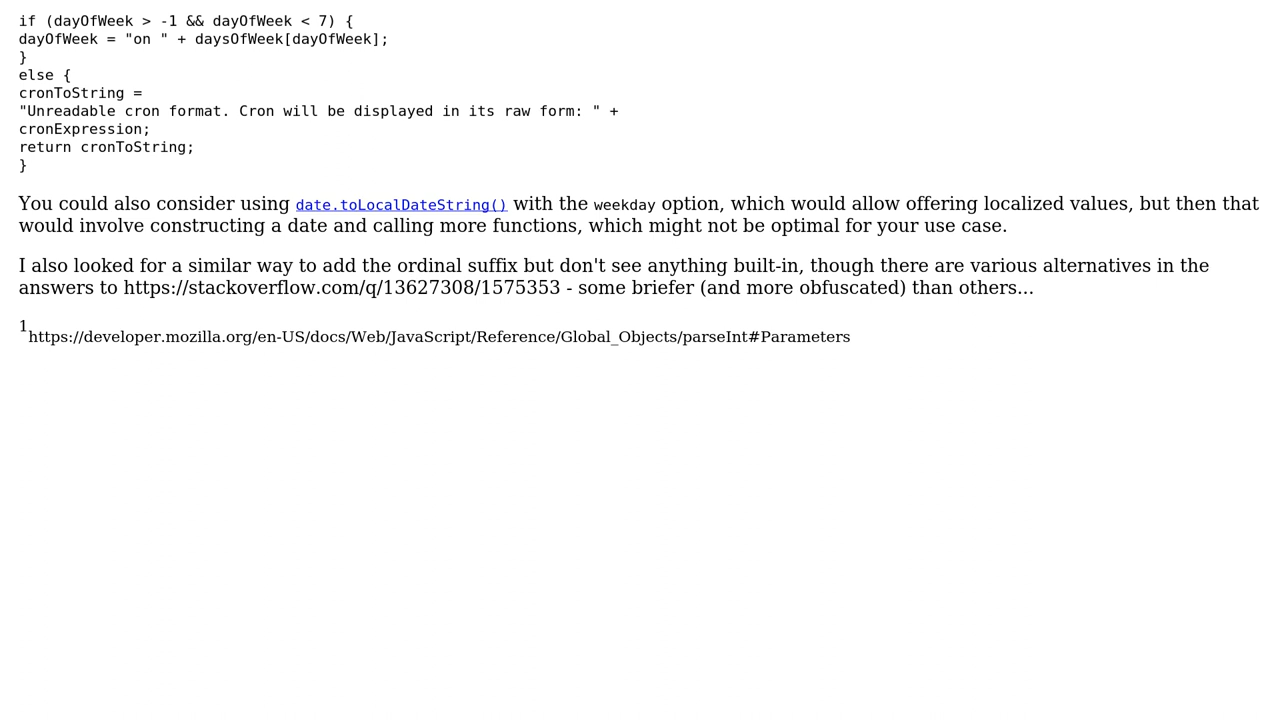 if (dayOfWeek > -1 && dayOfWeek < 7) {
dayOfWeek = "on " + daysOfWeek[dayOfWeek];
}
else {
cronToString =
"Unreadable cron format. Cron will be displayed in its raw form: " +
cronExpression;
return cronToString;
}
You could also consider using date.toLocalDateString() with the weekday option, which would allow offering localized values, but then that
would involve constructing a date and calling more functions, which might not be optimal for your use case.
I also looked for a similar way to add the ordinal suffix but don't see anything built-in, though there are various alternatives in the
answers to https://stackoverflow.com/q/13627308/1575353 - some briefer (and more obfuscated) than others...
1https://developer.mozilla.org/en-US/docs/Web/JavaScript/Reference/Global_Objects/parseInt#Parameters